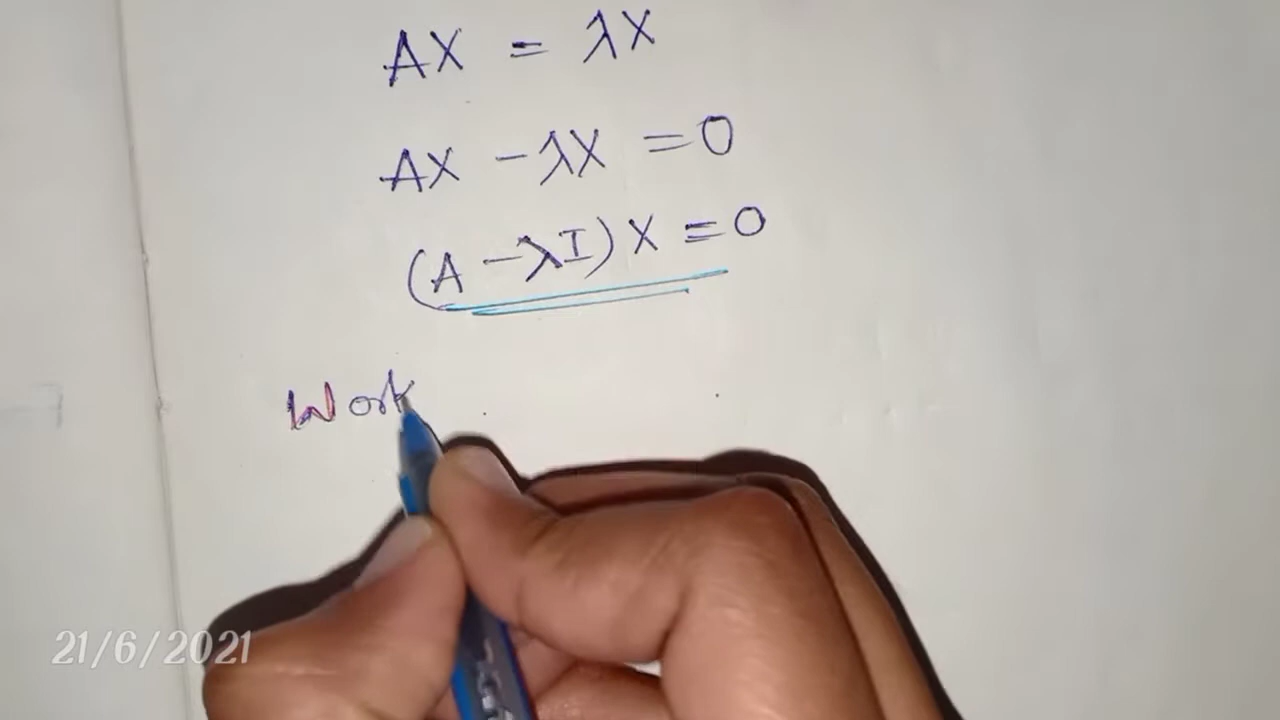 AX = λX
AX - λX = 0
(A - λI) X = 0
Work
21/6/2021